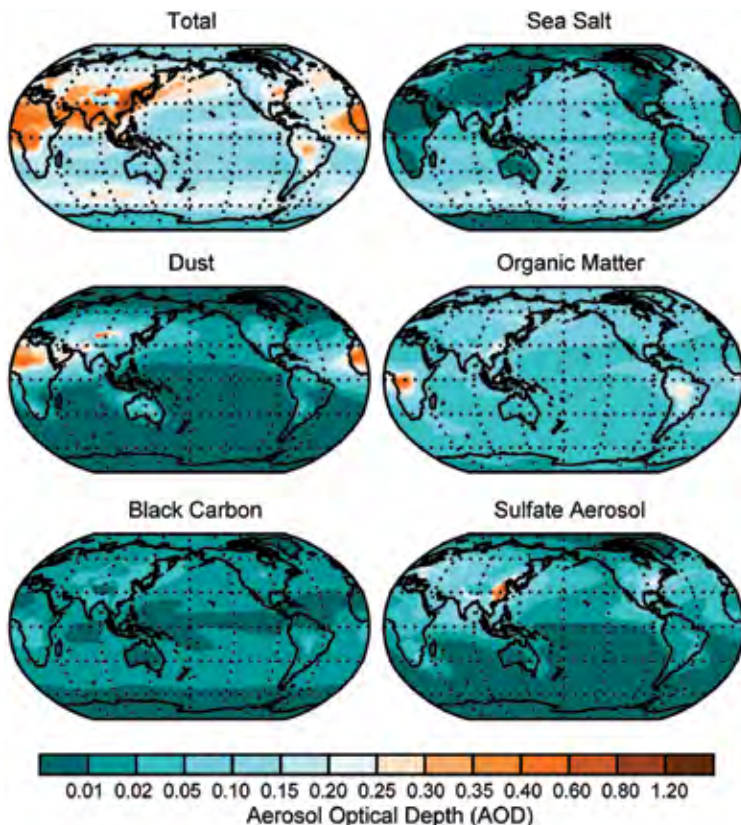 Total
Sea Salt
Dust
Organic Matter
Black Carbon
Sulfate Aerosol
0.01 0.02 0.05 0.10 0.15 0.20 0.25 0.30 0.35 0.40 0.60 0.80 1.20
Aerosol Optical Depth (AOD)